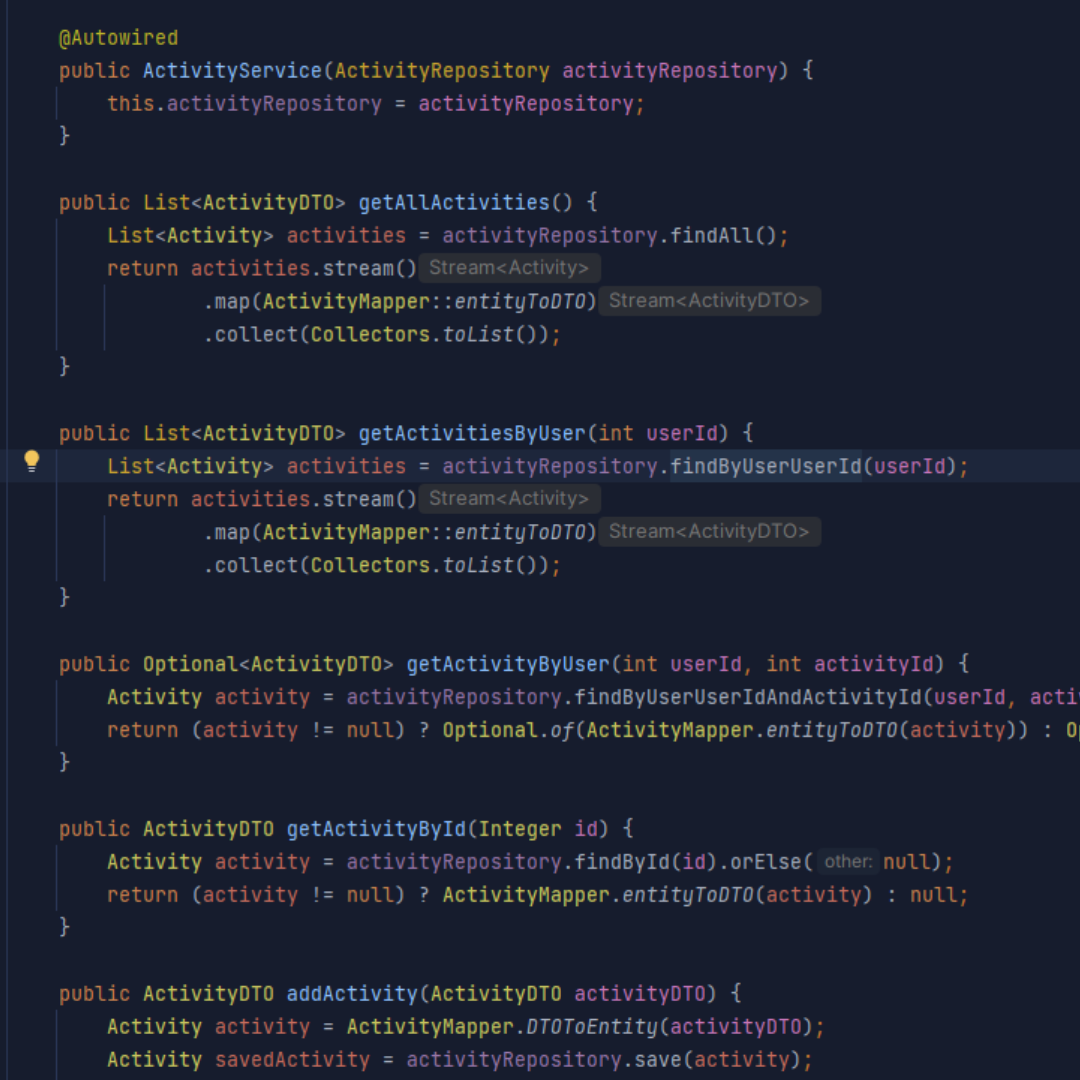 @Autowired
public ActivityService(ActivityRepository activityRepository) {
this.activityRepository = activityRepository;
}
public List<ActivityDTO> getAllActivities() {
List<Activity> activities = activityRepository.findAll();
return activities.stream() Stream<Activity>
.map(ActivityMapper::entityToDTO) Stream<ActivityDTO>
.collect(Collectors.toList());
}
public List<ActivityDTO> getActivitiesByUser(int userId) {
List<Activity> activities = activityRepository.findByUserUserId(userId);
return activities.stream() Stream<Activity>
.map(ActivityMapper::entityToDTO) Stream<ActivityDTO>
.collect(Collectors.toList());
}
public Optional<ActivityDTO> getActivityByUser(int userId, int activityId) {
Activity activity = activityRepository.findByUserUserIdAndActivityId(userId, activ
return (activity != null) ? Optional.of(ActivityMapper.entityToDTO(activity)) : Op
}
public ActivityDTO getActivityById(Integer id) {
Activity activity = activityRepository.findById(id).orElse( other: null);
return (activity != null) ? ActivityMapper.entityToDTO(activity) : null;
}
public ActivityDTO addActivity(ActivityDTO activityDTO) {
Activity activity = ActivityMapper.DTOToEntity(activityDTO);
Activity savedActivity = activityRepository.save(activity);